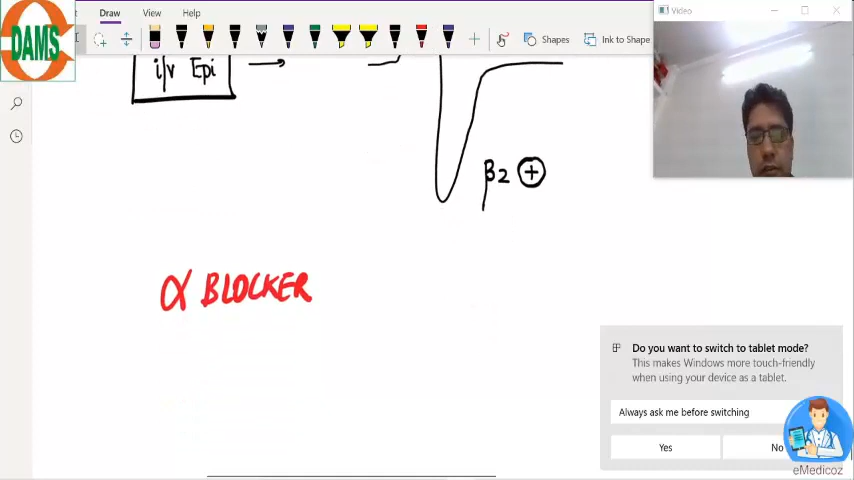 DAMS
Draw View Help
Shapes Ink to Shape
Video
i/v Epi
β2 +
α BLOCKER
Do you want to switch to tablet mode?
This makes Windows more touch-friendly
when using your device as a tablet.
Always ask me before switching
Yes No
eMedicoz